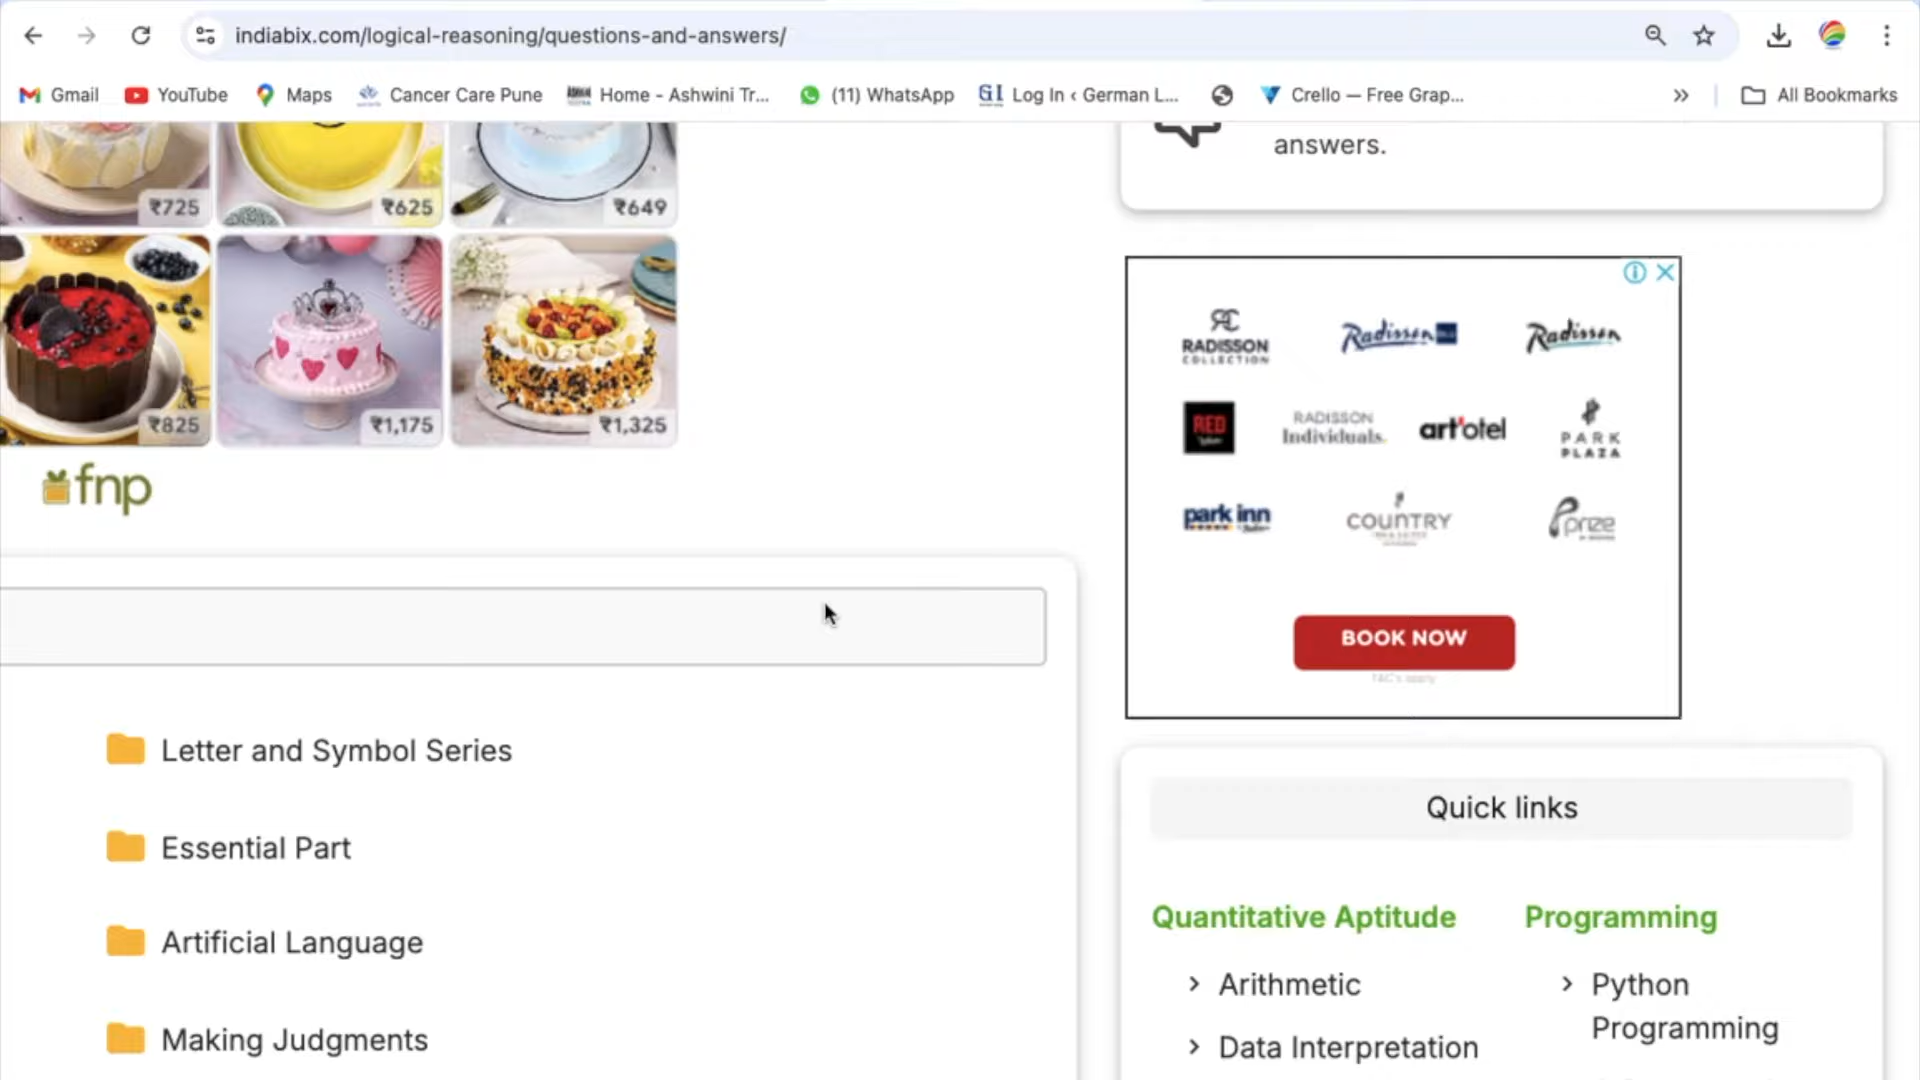 indiabix.com/logical-reasoning/questions-and-answers/
Gmail
YouTube
Maps
Cancer Care Pune
Home - Ashwini Tr...
(11) WhatsApp
GI Log In ‹ German L...
Crello — Free Grap...
»
All Bookmarks
₹725
₹625
₹649
₹825
₹1,175
₹1,325
fnp
answers.
RADISSON
COLLECTION
Radisson
Radisson
RED
RADISSON
Individuals.
art'otel
PARK
PLAZA
park inn
COUNTRY
prize
BOOK NOW
T&C's apply
Letter and Symbol Series
Essential Part
Artificial Language
Making Judgments
Quick links
Quantitative Aptitude
Arithmetic
Data Interpretation
Programming
Python
Programming